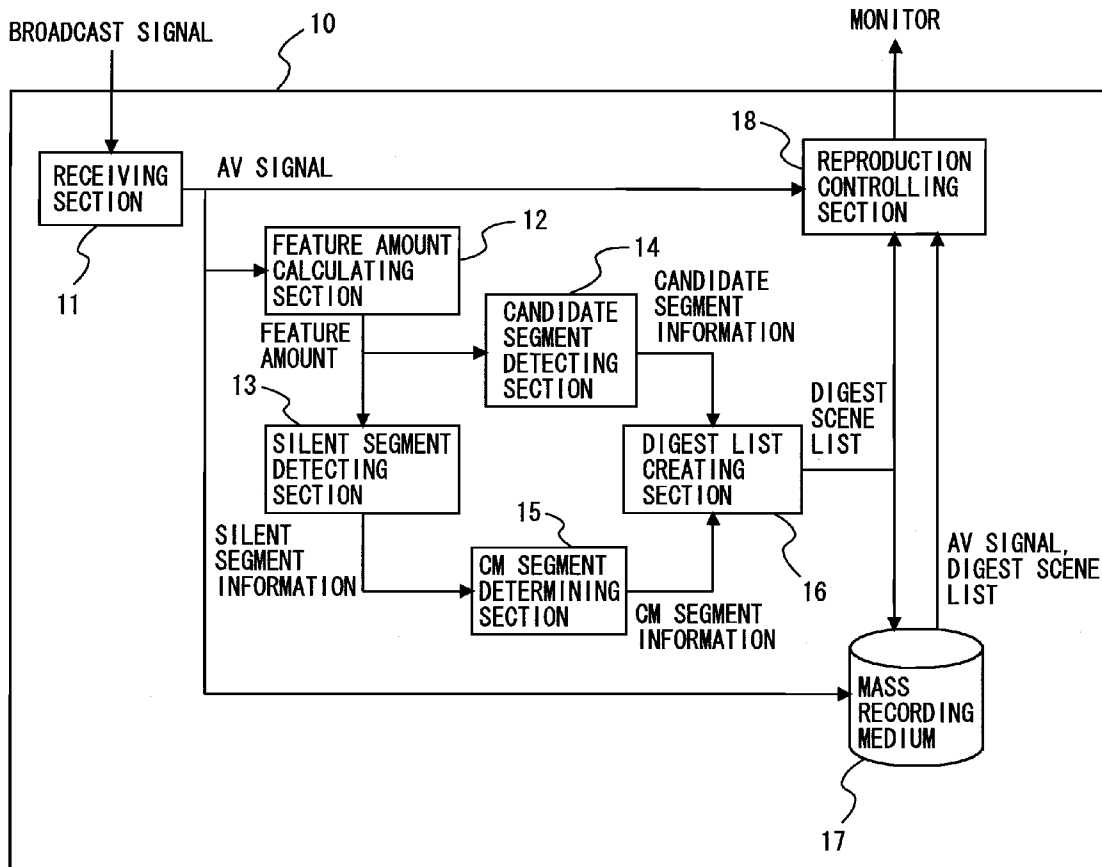 BROADCAST SIGNAL
10
MONITOR
RECEIVING
SECTION
11
AV SIGNAL
18
REPRODUCTION
CONTROLLING
SECTION
FEATURE AMOUNT
CALCULATING
SECTION
12
FEATURE
AMOUNT
14
CANDIDATE
SEGMENT
DETECTING
SECTION
CANDIDATE
SEGMENT
INFORMATION
13
SILENT SEGMENT
DETECTING
SECTION
DIGEST LIST
CREATING
SECTION
16
DIGEST
SCENE
LIST
SILENT
SEGMENT
INFORMATION
15
CM SEGMENT
DETERMINING
SECTION
CM SEGMENT
INFORMATION
AV SIGNAL,
DIGEST SCENE
LIST
MASS
RECORDING
MEDIUM
17